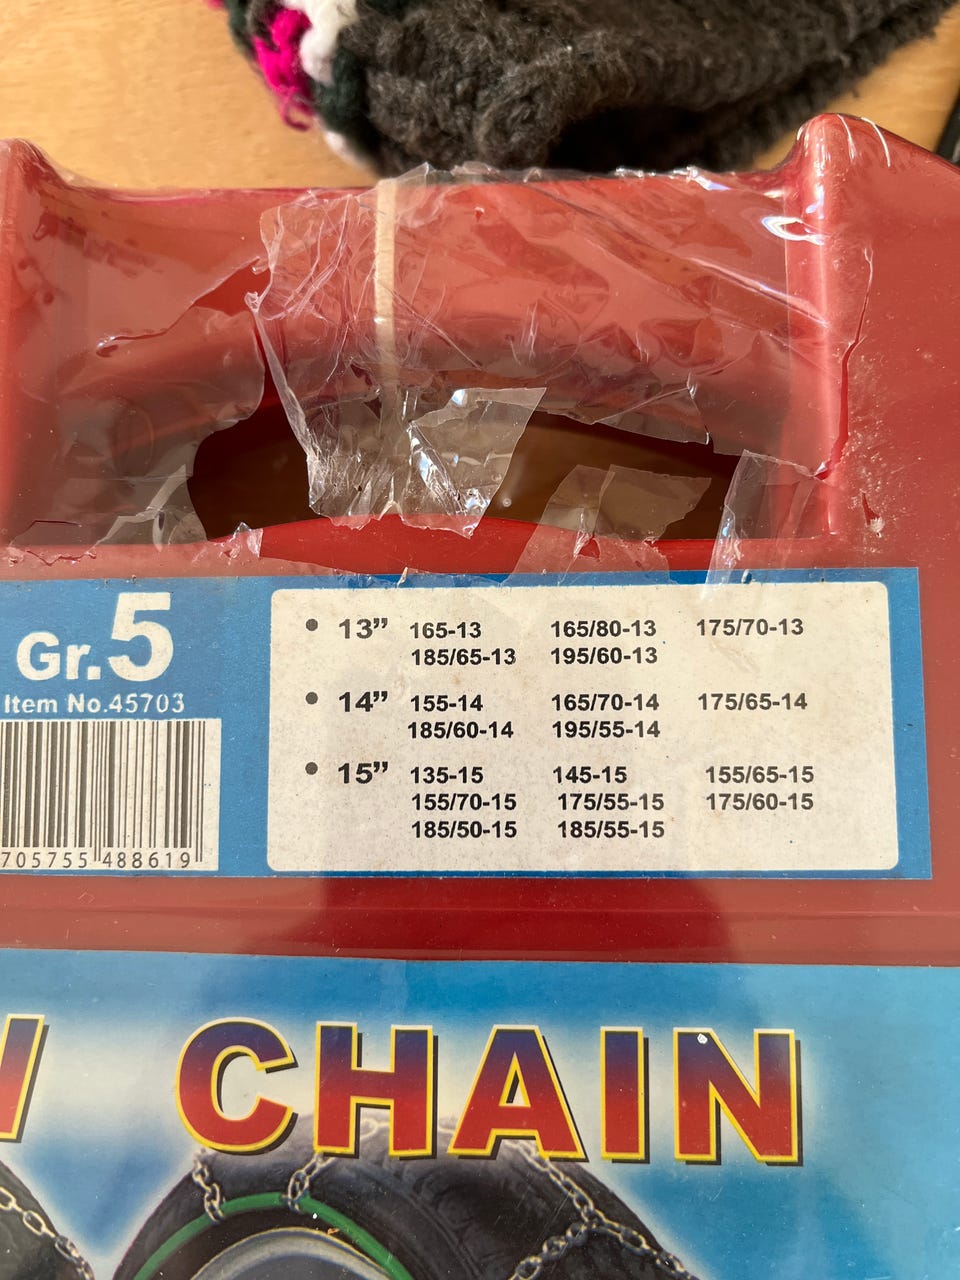 Gr.5
Item No.45703
705755 488619
• 13” 165-13 165/80-13 175/70-13
185/65-13 195/60-13
• 14” 155-14 165/70-14 175/65-14
185/60-14 195/55-14
• 15” 135-15 145-15 155/65-15
155/70-15 175/55-15 175/60-15
185/50-15 185/55-15
CHAIN